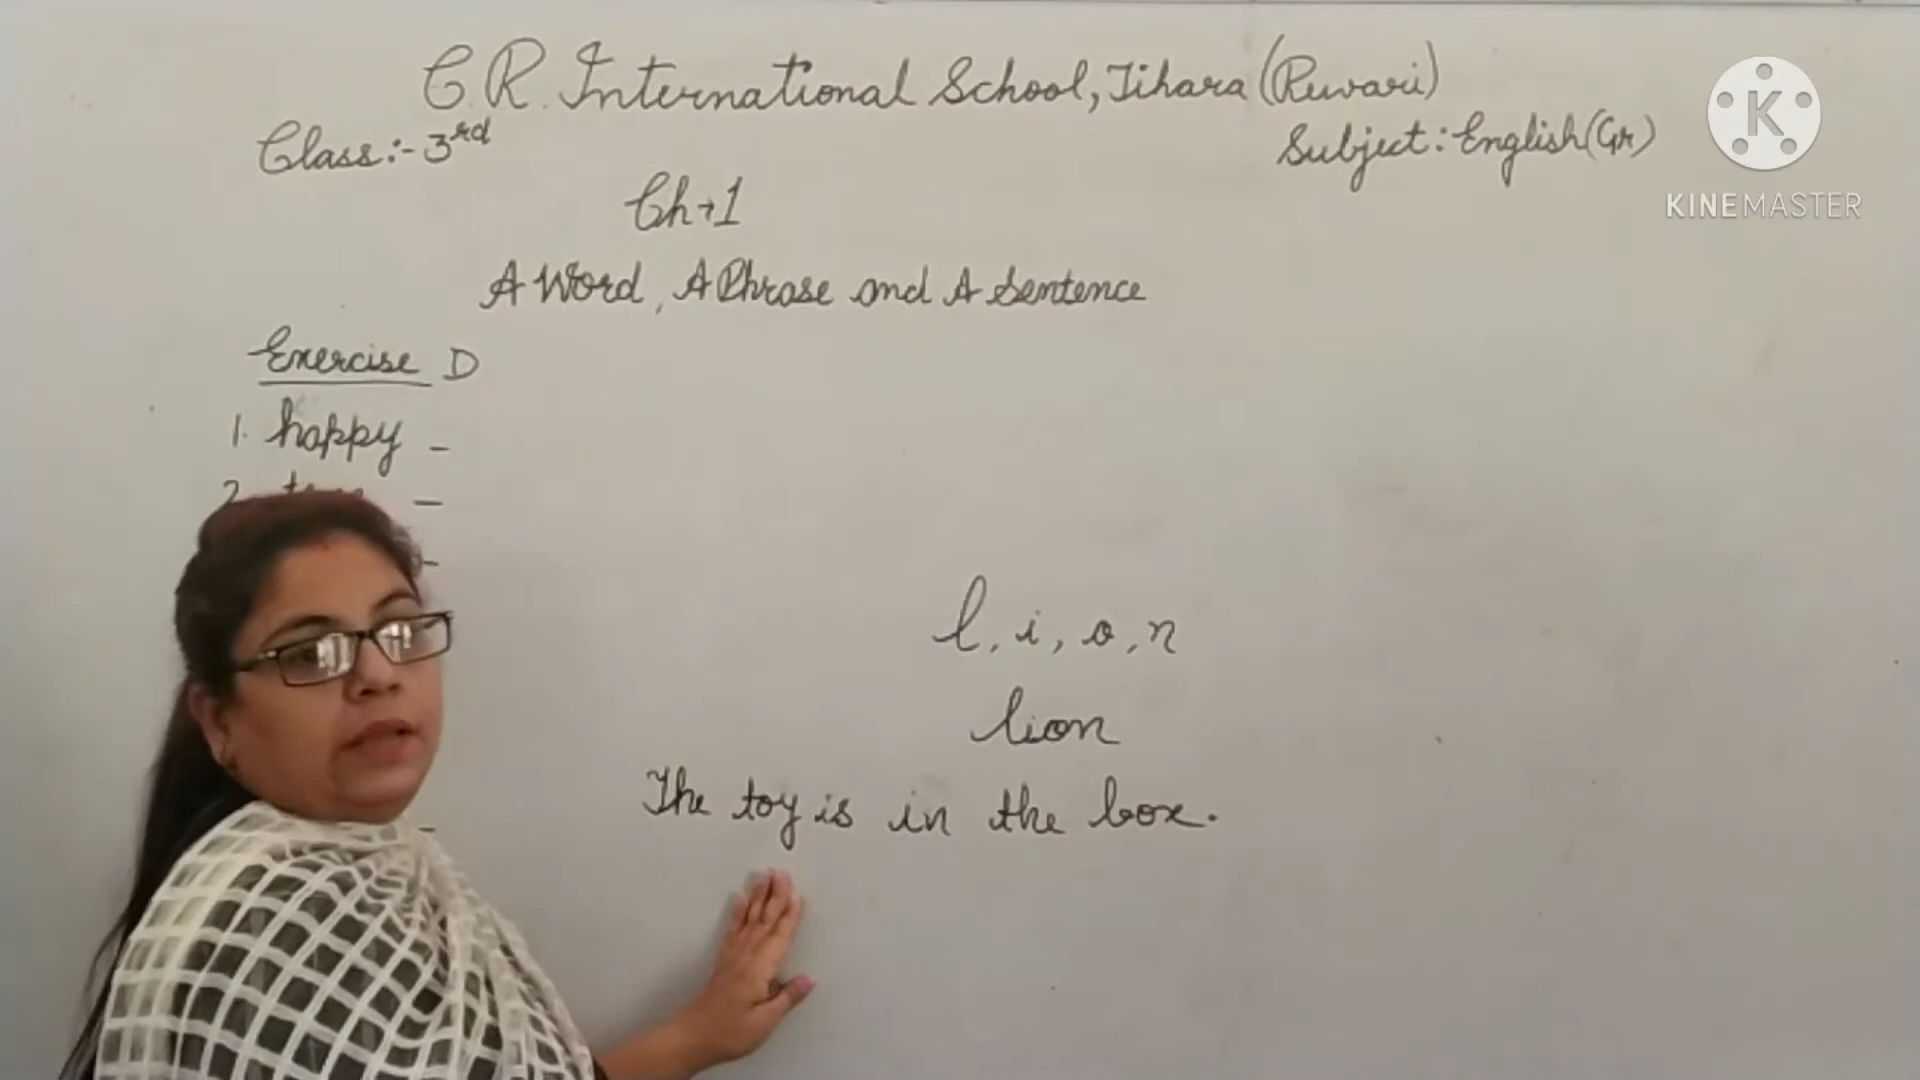 C.R. International School, Jihara (Rewari)
Class:- 3rd
Subject: English (Gr)
K
KINEMASTER
Ch→1
A Word, A Phrase and A Sentence
Exercise D
1. happy -
2. -
l, i, o, n
lion
The toy is in the box.